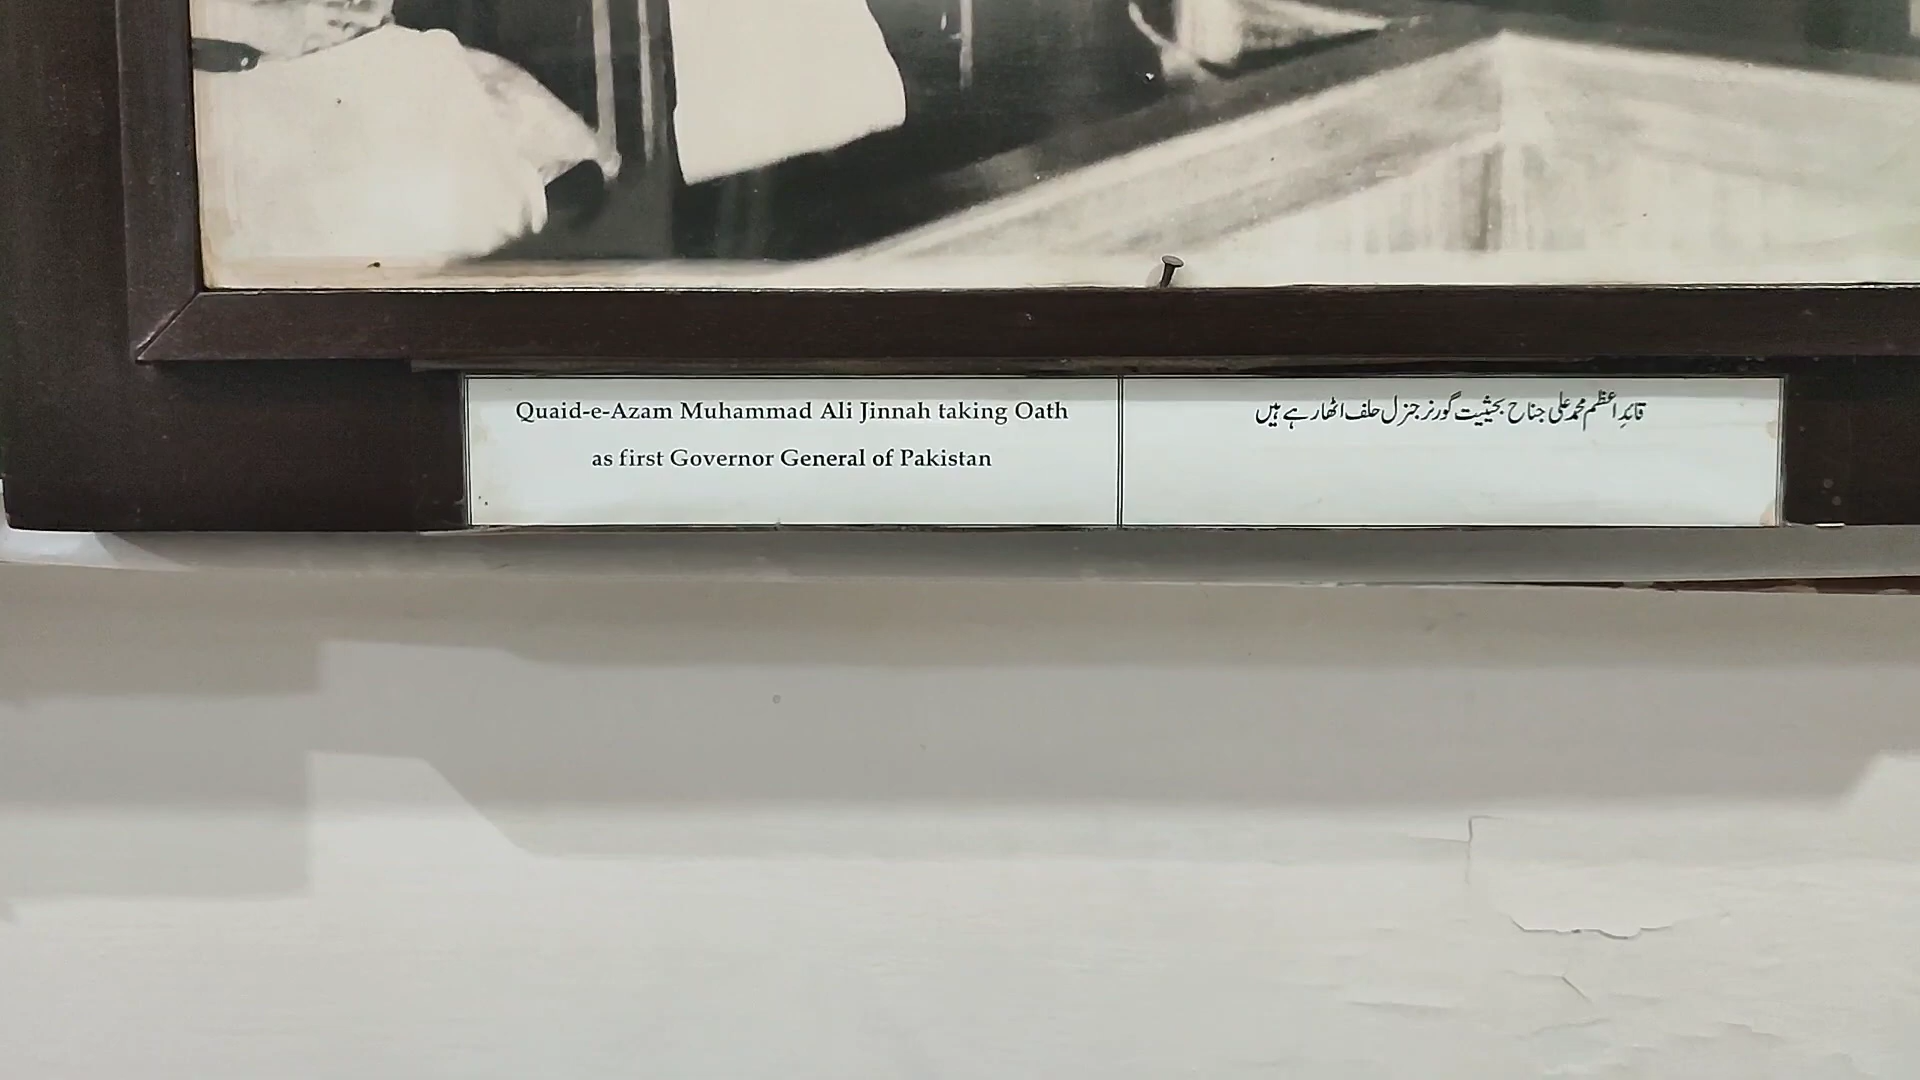 Quaid-e-Azam Muhammad Ali Jinnah taking Oath
as first Governor General of Pakistan
قائدِاعظم محمد علی جناح بحیثیت گورنر جنرل حلف اٹھا رہے ہیں